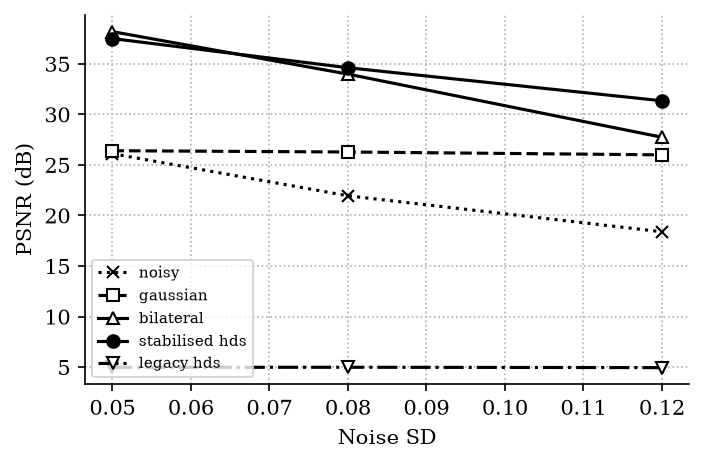 PSNR (dB)
35
30
25
20
15
10
5
noisy
gaussian
bilateral
stabilised hds
legacy hds
0.05 0.06 0.07 0.08 0.09 0.10 0.11 0.12
Noise SD